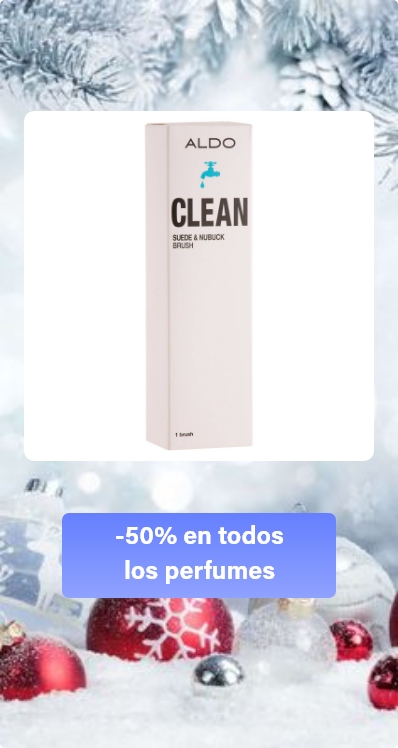 ALDO
CLEAN
SUEDE & NUBUCK
BRUSH
1 brush
-50% en todos
los perfumes